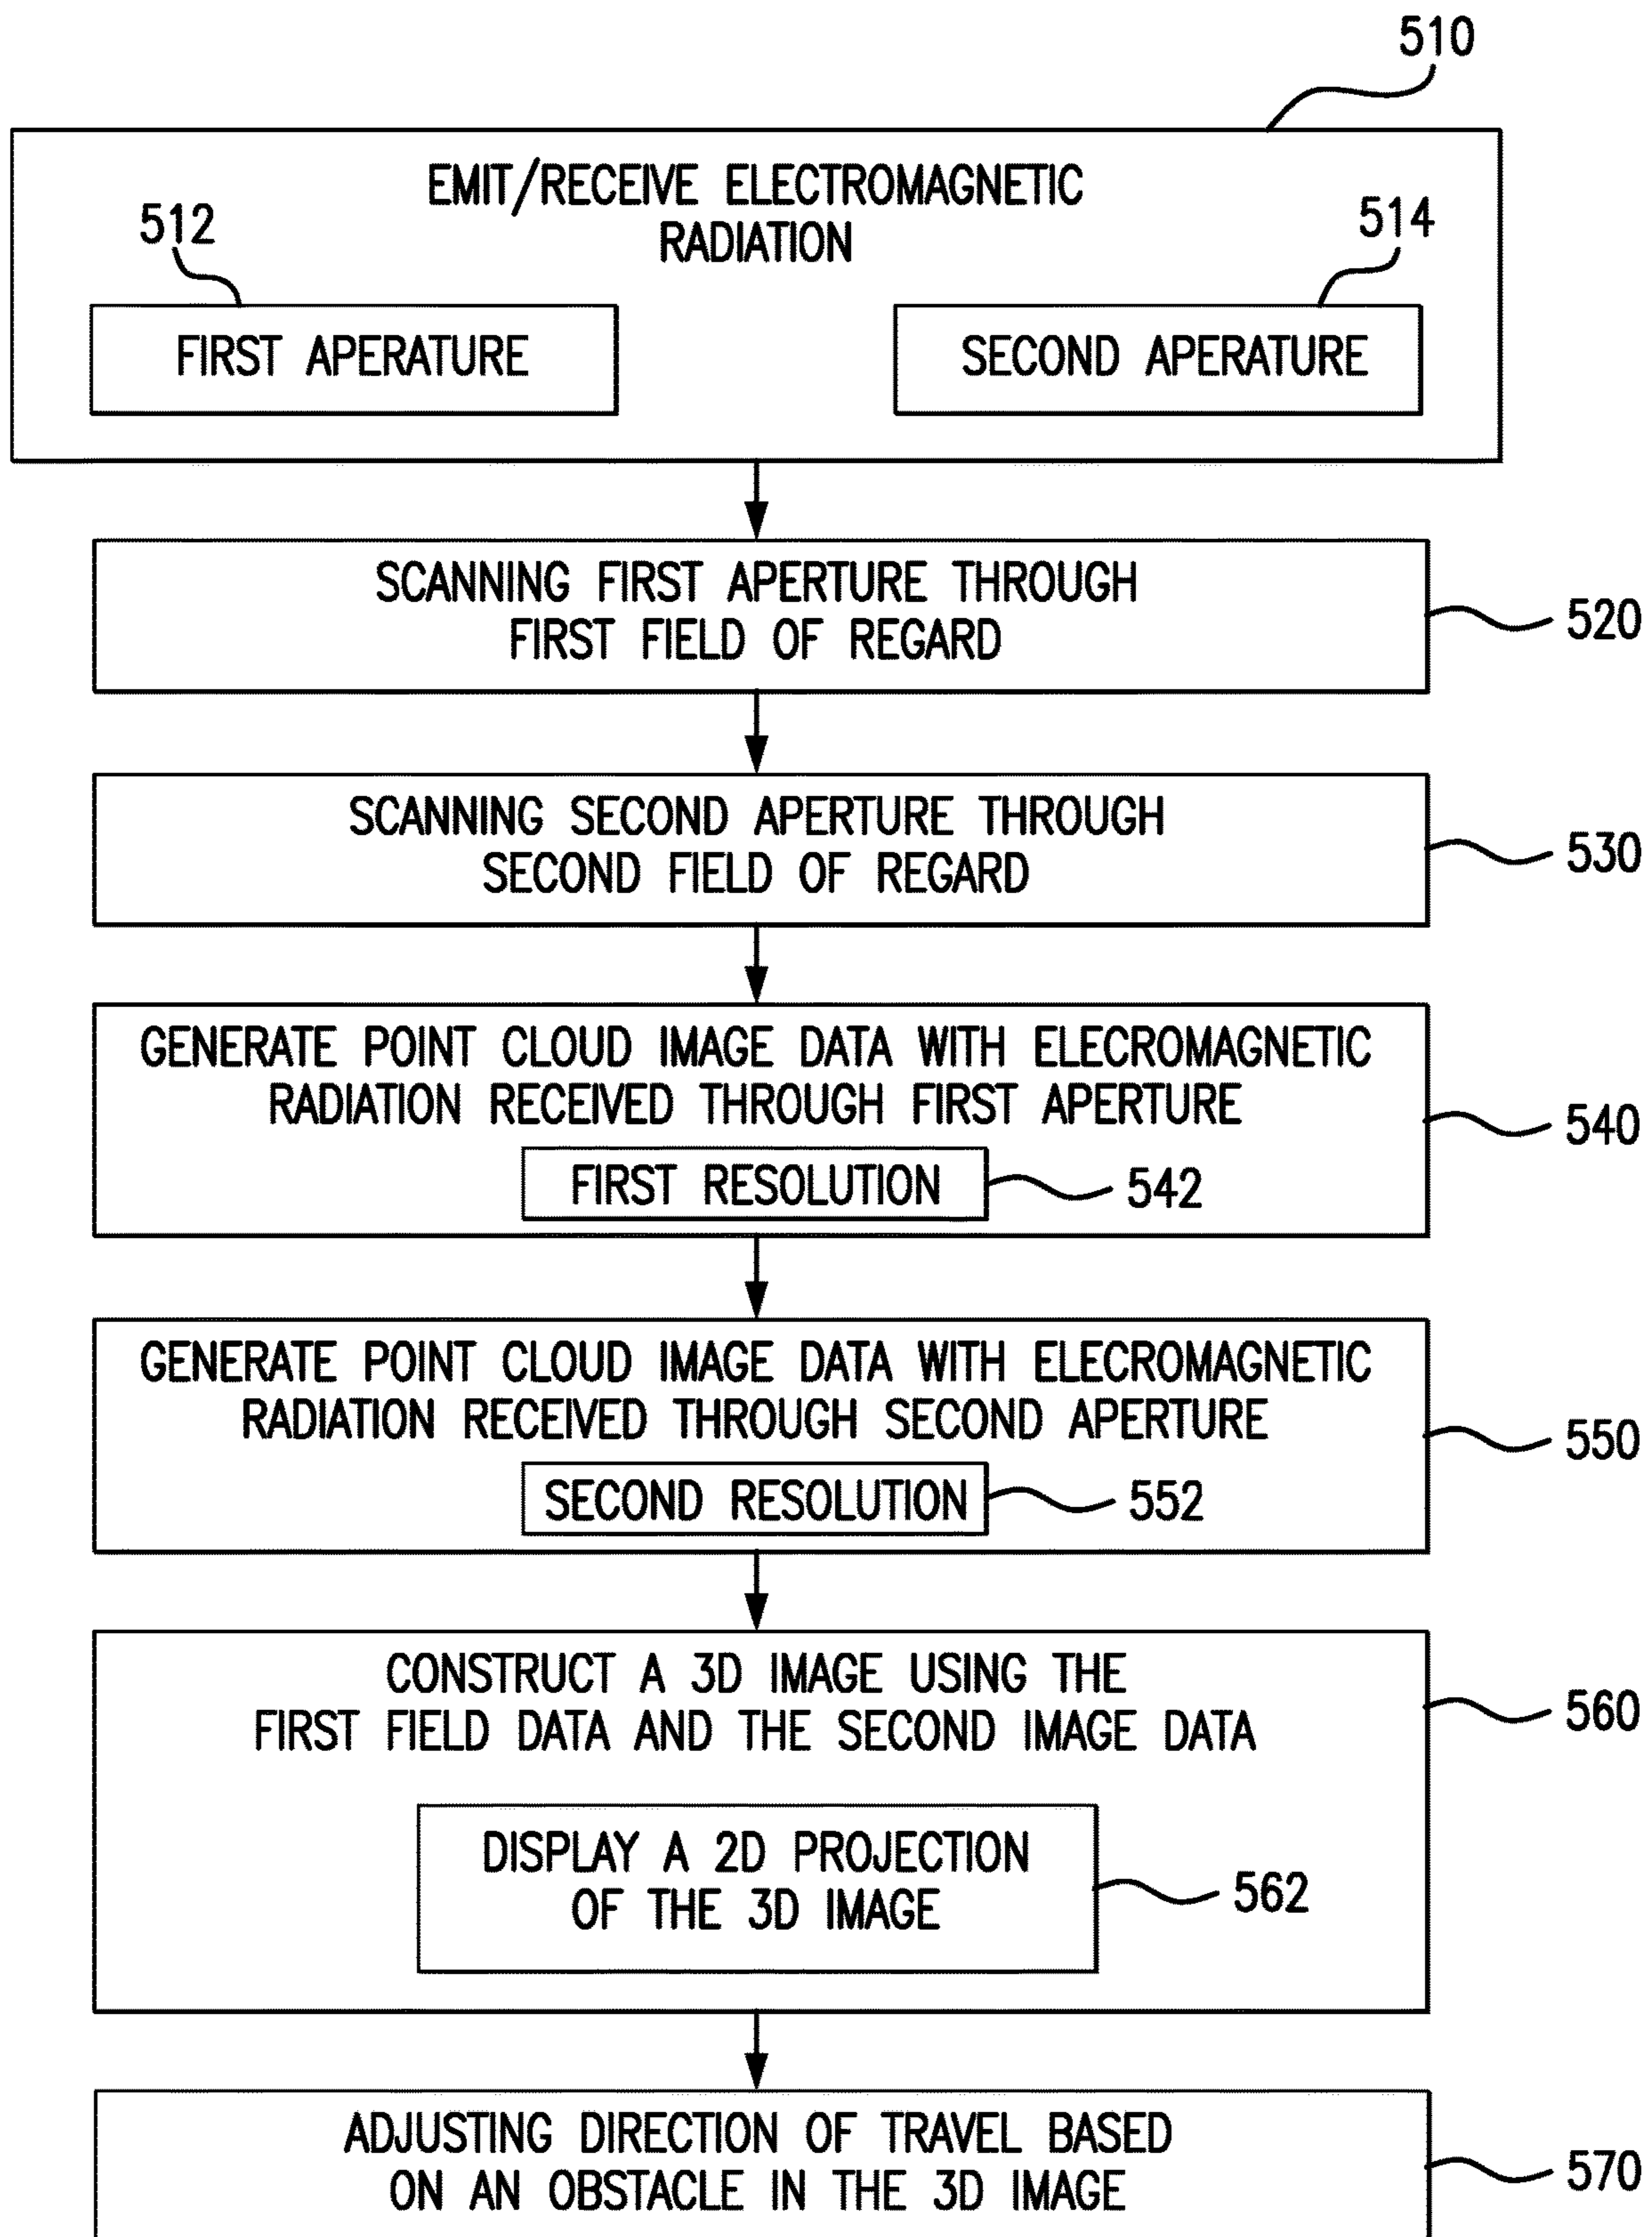 510
EMIT/RECEIVE ELECTROMAGNETIC
RADIATION
512
514
FIRST APERATURE
SECOND APERATURE
SCANNING FIRST APERTURE THROUGH
FIRST FIELD OF REGARD
520
SCANNING SECOND APERTURE THROUGH
SECOND FIELD OF REGARD
530
GENERATE POINT CLOUD IMAGE DATA WITH ELECROMAGNETIC
RADIATION RECEIVED THROUGH FIRST APERTURE
540
FIRST RESOLUTION
542
GENERATE POINT CLOUD IMAGE DATA WITH ELECROMAGNETIC
RADIATION RECEIVED THROUGH SECOND APERTURE
550
SECOND RESOLUTION
552
CONSTRUCT A 3D IMAGE USING THE
FIRST FIELD DATA AND THE SECOND IMAGE DATA
560
DISPLAY A 2D PROJECTION
OF THE 3D IMAGE
562
ADJUSTING DIRECTION OF TRAVEL BASED
ON AN OBSTACLE IN THE 3D IMAGE
570